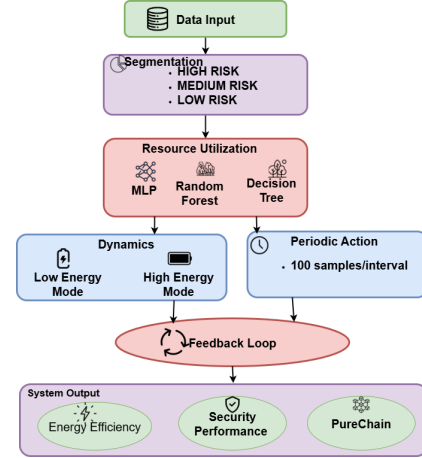 Data Input
Segmentation
• HIGH RISK
• MEDIUM RISK
• LOW RISK
Resource Utilization
MLP
Random
Forest
Decision
Tree
Dynamics
Low Energy
Mode
High Energy
Mode
Periodic Action
• 100 samples/interval
Feedback Loop
System Output
Energy Efficiency
Security
Performance
PureChain